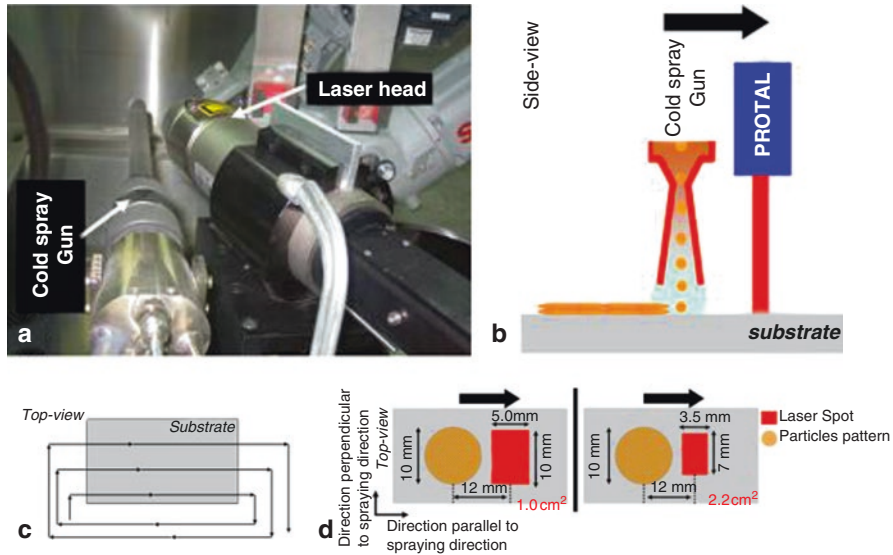 Laser head
Cold spray
Gun
a
Side-view
Cold spray
Gun
PROTAL
substrate
b
Top-view
Substrate
c
Direction perpendicular
to spraying direction
Top-view
10 mm
5.0mm
10 mm
12 mm
1.0 cm²
10 mm
3.5 mm
7 mm
12 mm
2.2cm²
Laser Spot
Particles pattern
Direction parallel to
spraying direction
d